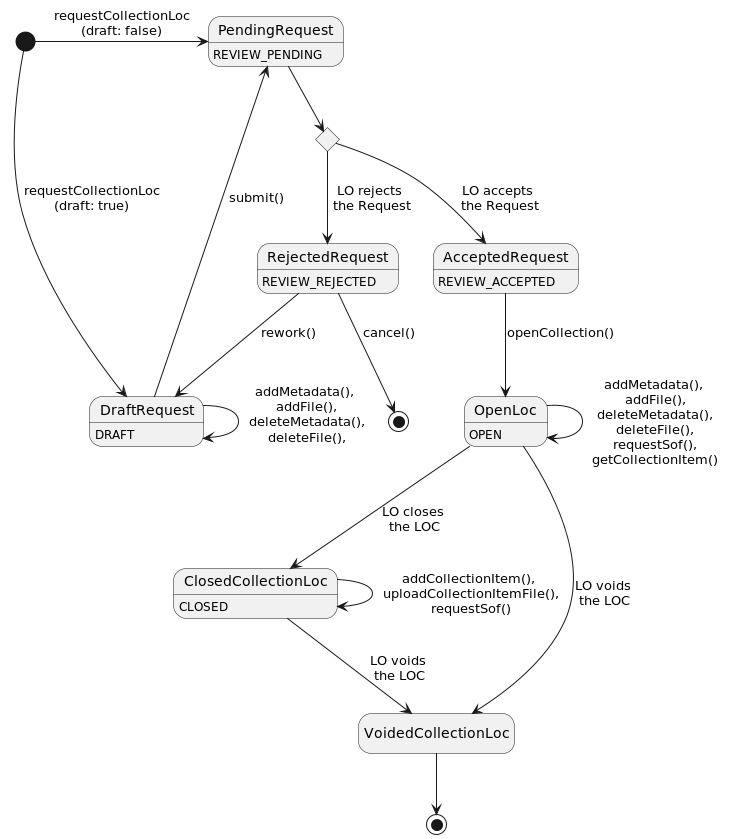 requestCollectionLoc
(draft: false)
PendingRequest
REVIEW_PENDING
requestCollectionLoc
(draft: true)
submit()
LO rejects
the Request
LO accepts
the Request
RejectedRequest
REVIEW_REJECTED
AcceptedRequest
REVIEW_ACCEPTED
rework()
cancel()
openCollection()
DraftRequest
DRAFT
addMetadata(),
addFile(),
deleteMetadata(),
deleteFile(),
OpenLoc
OPEN
addMetadata(),
addFile(),
deleteMetadata(),
deleteFile(),
requestSof(),
getCollectionItem()
LO closes
the LOC
ClosedCollectionLoc
CLOSED
addCollectionItem(),
uploadCollectionItemFile(),
requestSof()
LO voids
the LOC
LO voids
the LOC
VoidedCollectionLoc